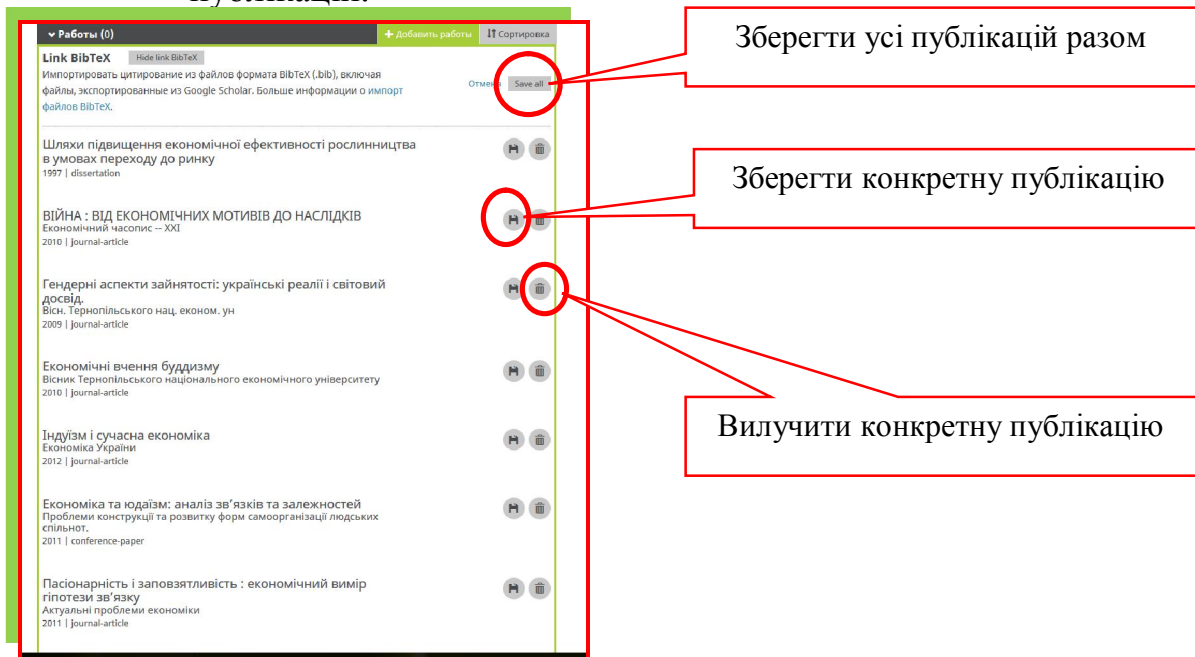 публікацій.
Работы (0)
Добавить работы
Сортировка
Link BibTeX
Hide link BibTeX
Импортировать цитирование из файлов формата BibTeX (.bib), включая
файлы, экспортированные из Google Scholar. Больше информации о импорт
файлов BibTeX.
Отмена
Save all
Шляхи підвищення економічної ефективності рослинництва
в умовах переходу до ринку
1997 | dissertation
ВІЙНА : ВІД ЕКОНОМІЧНИХ МОТИВІВ ДО НАСЛІДКІВ
Економічний часопис -- XXI
2010 | journal-article
Гендерні аспекти зайнятості: українські реалії і світовий
досвід.
Вісн. Тернопільського нац. економ. ун
2009 | journal-article
Економічні вчення буддизму
Вісник Тернопільського національного економічного університету
2010 | journal-article
Індуїзм і сучасна економіка
Економіка України
2012 | journal-article
Економіка та юдаїзм: аналіз зв’язків та залежностей
Проблеми конструкції та розвитку форм самоорганізації людських
спільнот.
2011 | conference-paper
Пасіонарність і заповзятливість : економічний вимір
гіпотези зв’язку
Актуальні проблеми економіки
2011 | journal-article
Зберегти усі публікацій разом
Зберегти конкретну публікацію
Вилучити конкретну публікацію